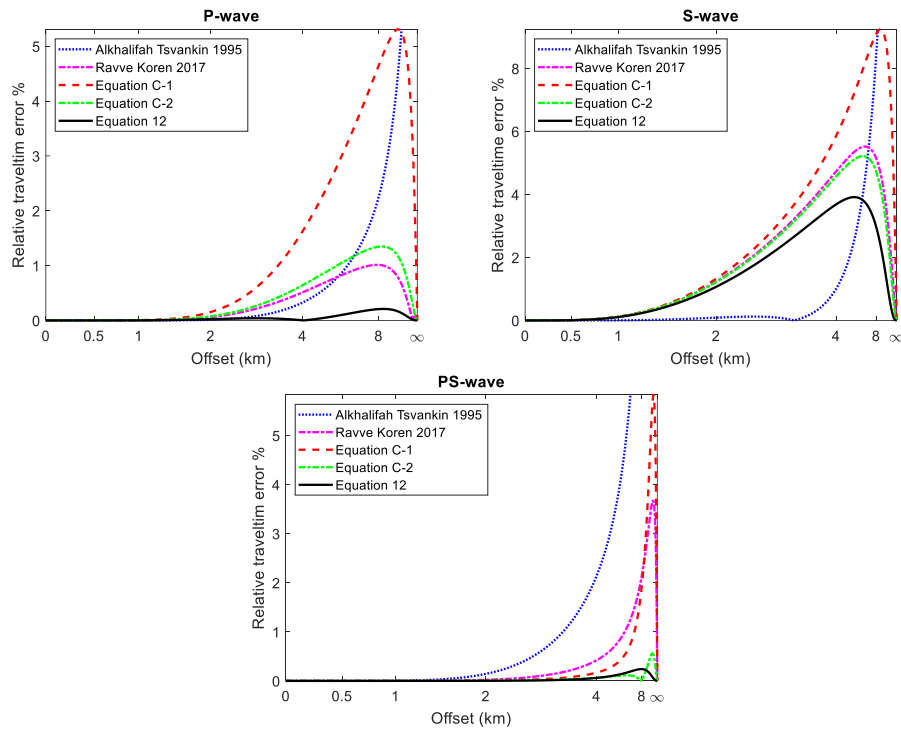 P-wave
Relative traveltim error %
5
4
3
2
1
0
Alkhalifah Tsvankin 1995
Ravve Koren 2017
Equation C-1
Equation C-2
Equation 12
0 0.5 1 2 4 8 ∞
Offset (km)
S-wave
Relative traveltime error %
8
6
4
2
0
Alkhalifah Tsvankin 1995
Ravve Koren 2017
Equation C-1
Equation C-2
Equation 12
0 0.5 1 2 4 8 ∞
Offset (km)
PS-wave
Relative traveltim error %
5
4
3
2
1
0
Alkhalifah Tsvankin 1995
Ravve Koren 2017
Equation C-1
Equation C-2
Equation 12
0 0.5 1 2 4 8 ∞
Offset (km)